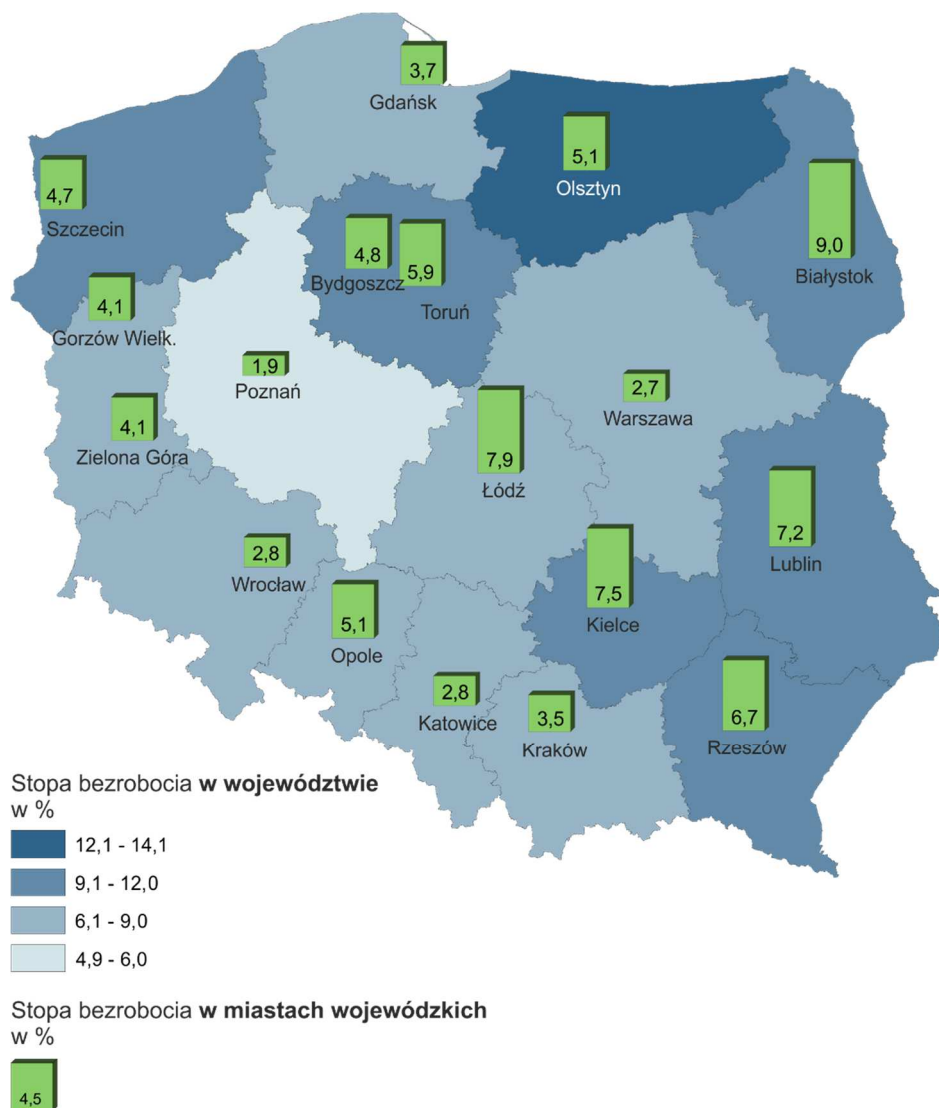 3,7
Gdańsk
5,1
Olsztyn
4,7
Szczecin
9,0
Białystok
4,8
Bydgoszcz
5,9
Toruń
4,1
Gorzów Wielk.
1,9
Poznań
2,7
Warszawa
4,1
Zielona Góra
7,9
Łódź
7,2
Lublin
2,8
Wrocław
7,5
Kielce
5,1
Opole
2,8
Katowice
3,5
Kraków
6,7
Rzeszów
Stopa bezrobocia w województwie
w %
12,1 - 14,1
9,1 - 12,0
6,1 - 9,0
4,9 - 6,0
Stopa bezrobocia w miastach wojewódzkich
w %
4,5